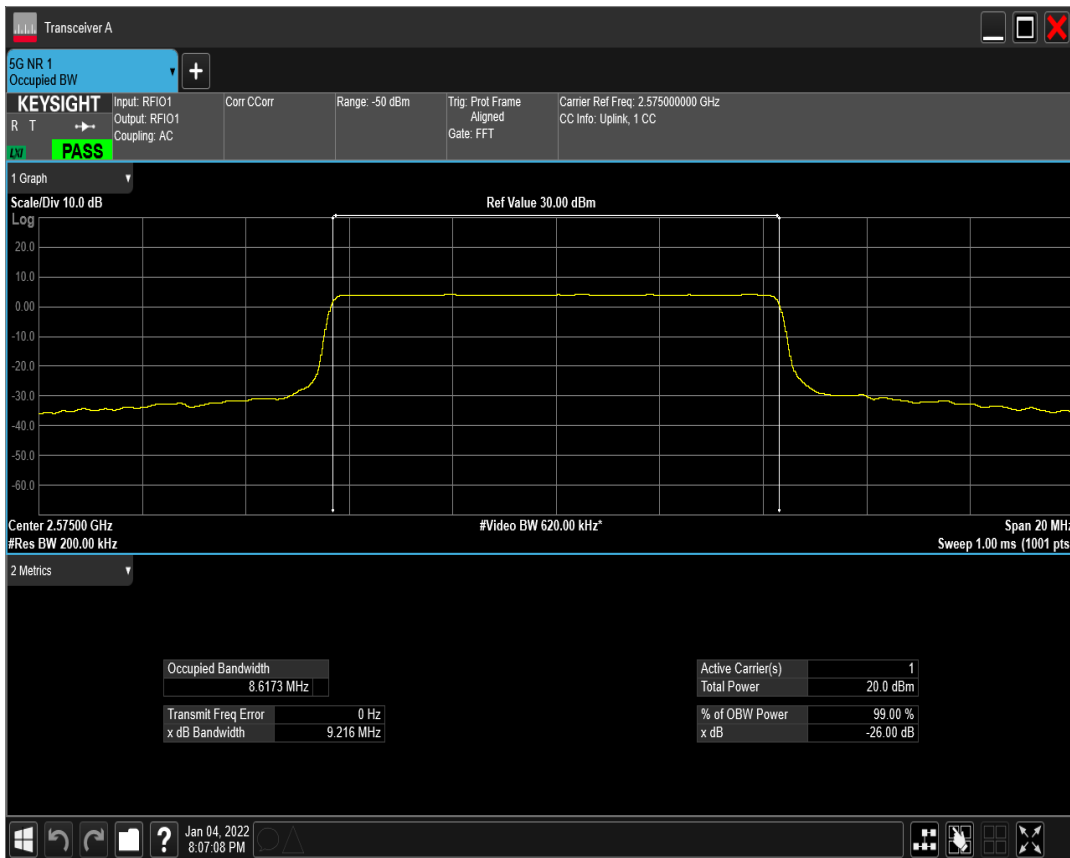 Transceiver A
5G NR 1
Occupied BW
+
KEYSIGHT
R T
LXI
PASS
Input: RFIO1
Output: RFIO1
Coupling: AC
Corr CCorr
Range: -50 dBm
Trig: Prot Frame
Aligned
Gate: FFT
Carrier Ref Freq: 2.575000000 GHz
CC Info: Uplink, 1 CC
1 Graph
Scale/Div 10.0 dB
Ref Value 30.00 dBm
Log
20.0
10.0
0.00
-10.0
-20.0
-30.0
-40.0
-50.0
-60.0
Center 2.57500 GHz
#Video BW 620.00 kHz*
Span 20 MHz
#Res BW 200.00 kHz
Sweep 1.00 ms (1001 pts
2 Metrics
Occupied Bandwidth
8.6173 MHz
Transmit Freq Error 0 Hz
x dB Bandwidth 9.216 MHz
Active Carrier(s) 1
Total Power 20.0 dBm
% of OBW Power 99.00 %
x dB -26.00 dB
?
Jan 04, 2022
8:07:08 PM